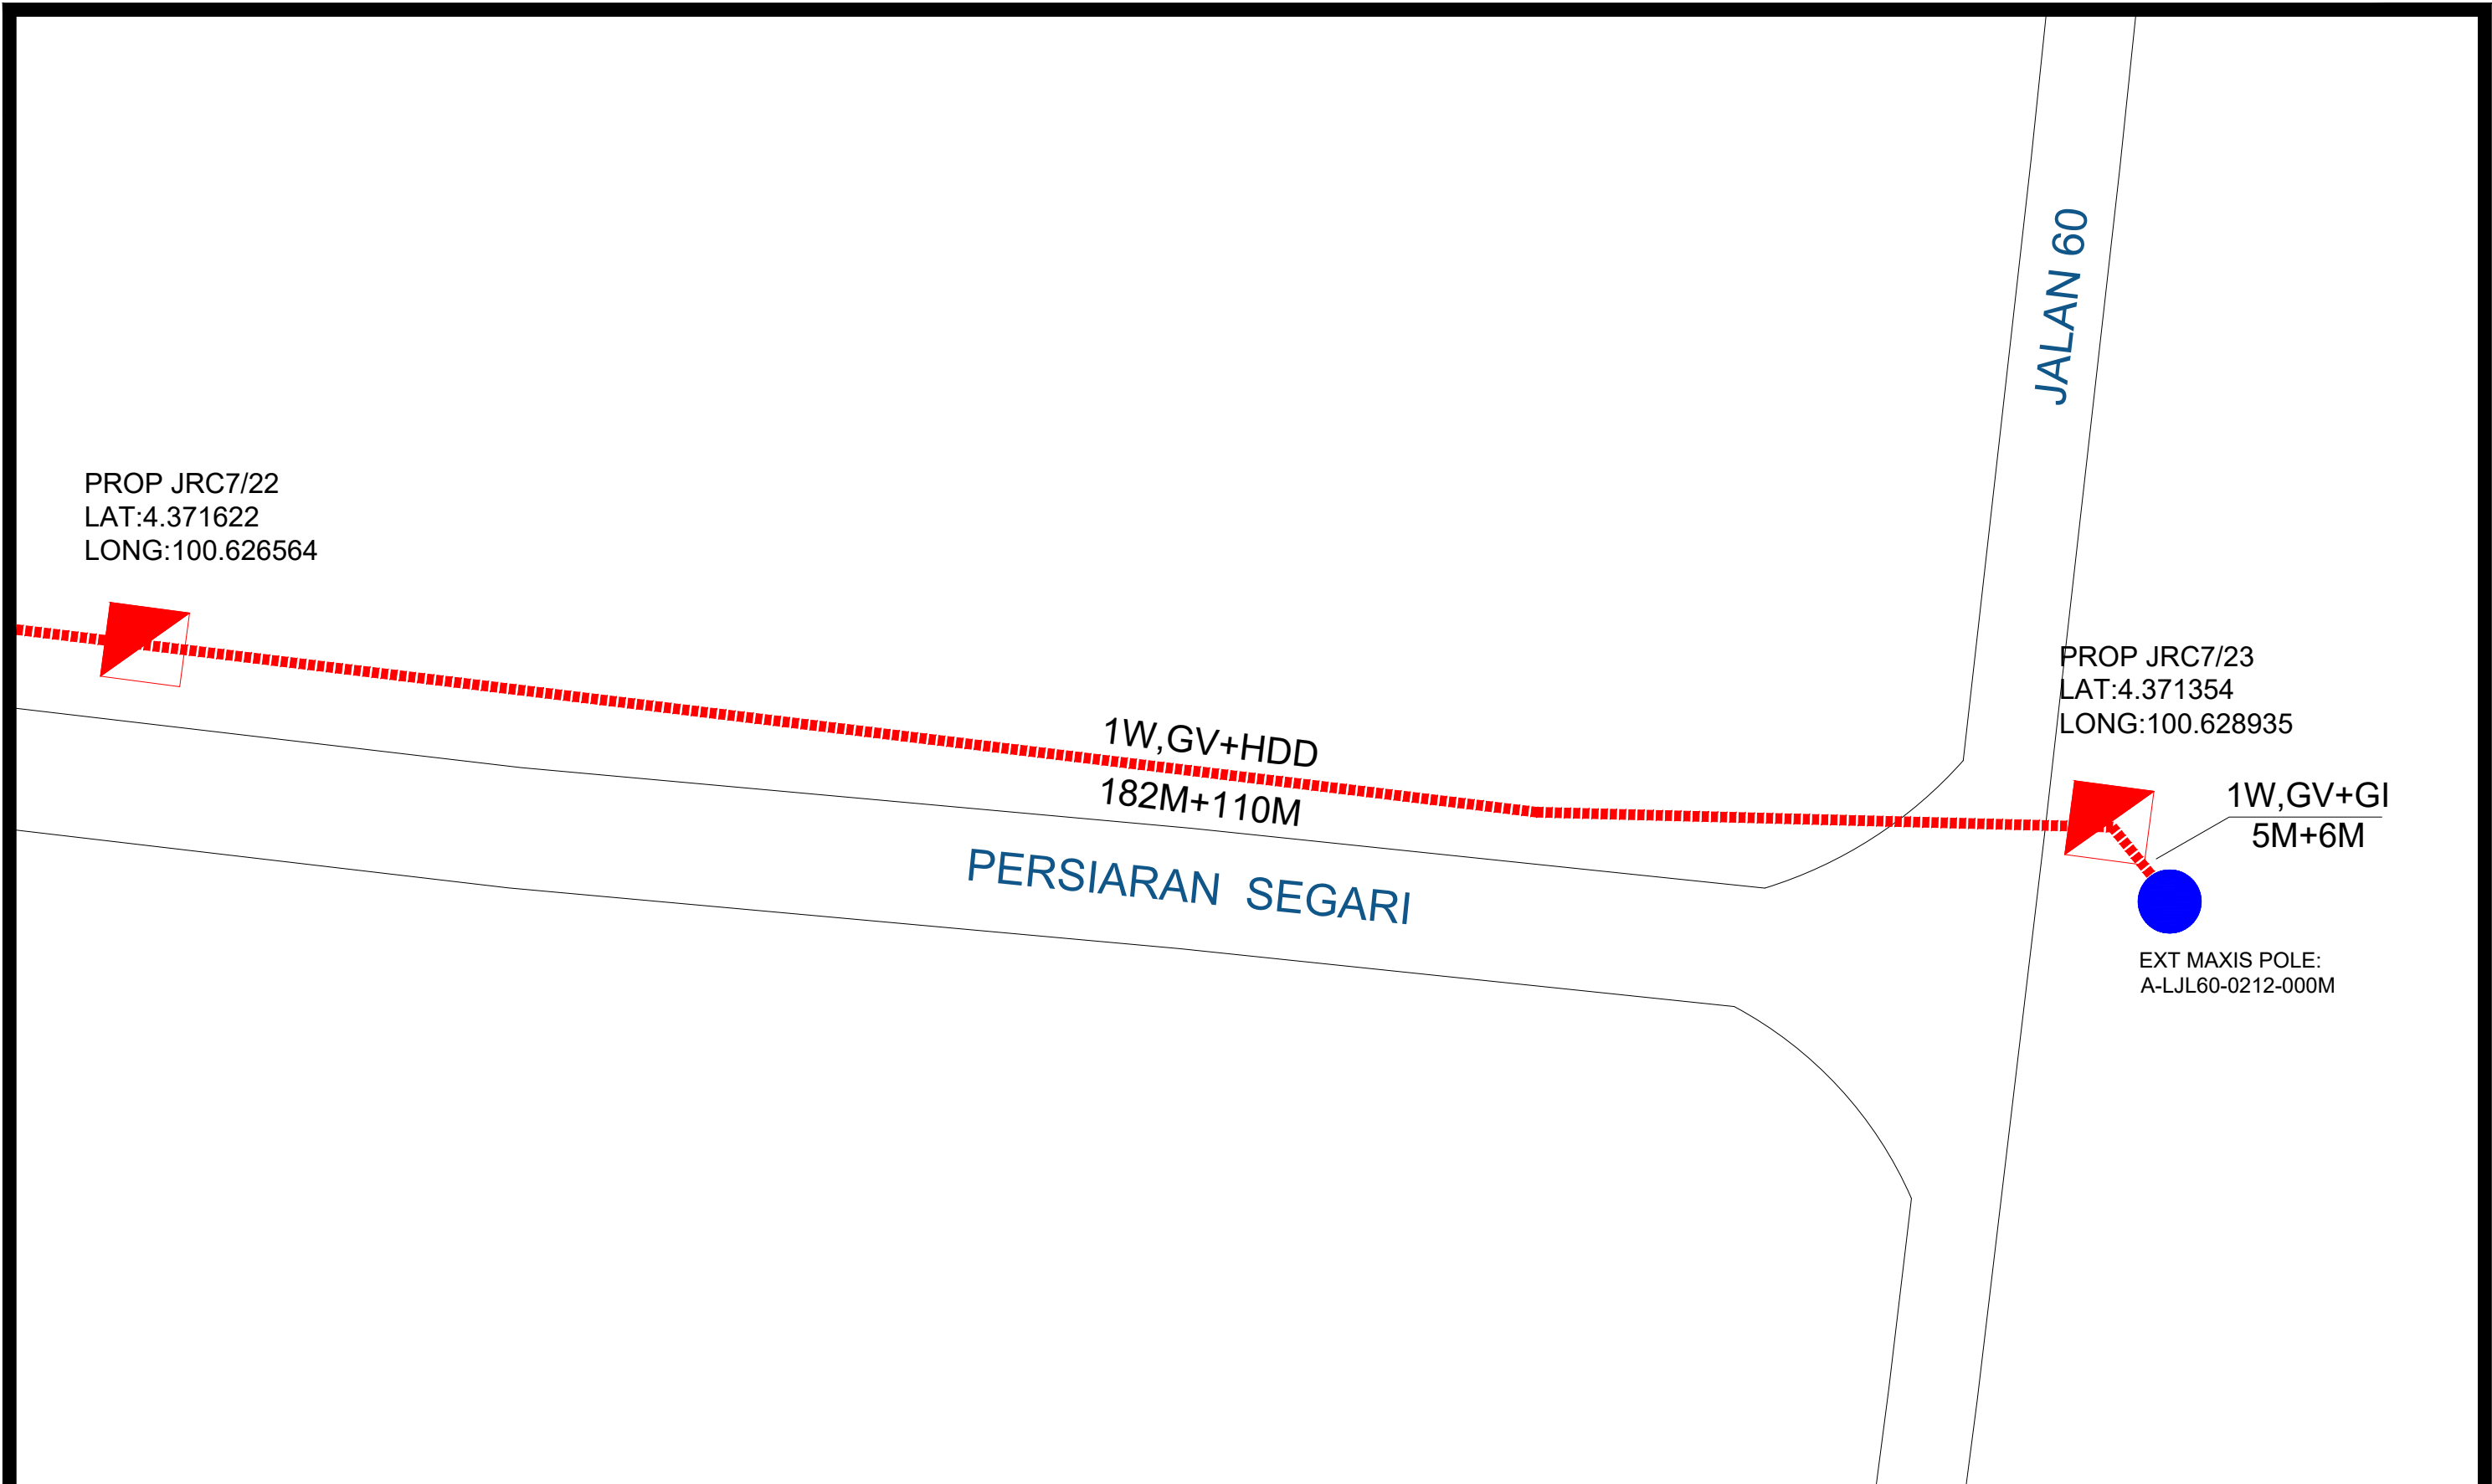 JALAN 60
PROP JRC7/22
LAT:4.371622
LONG:100.626564
PROP JRC7/23
LAT:4.371354
LONG:100.628935
1W,GV+HDD
182M+110M
1W,GV+GI
5M+6M
PERSIARAN SEGARI
EXT MAXIS POLE:
A-LJL60-0212-000M